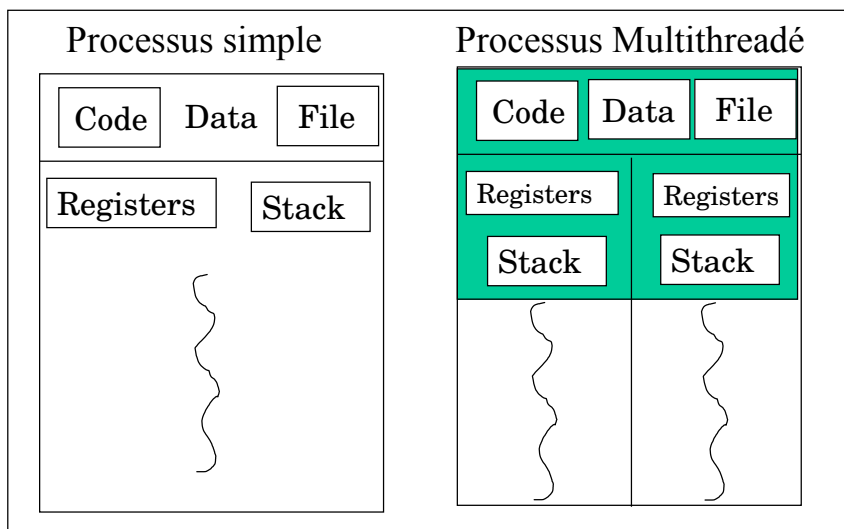 Processus simple
Processus Multithreadé
Code Data File
Code Data File
Registers Stack
Registers Registers
Stack Stack